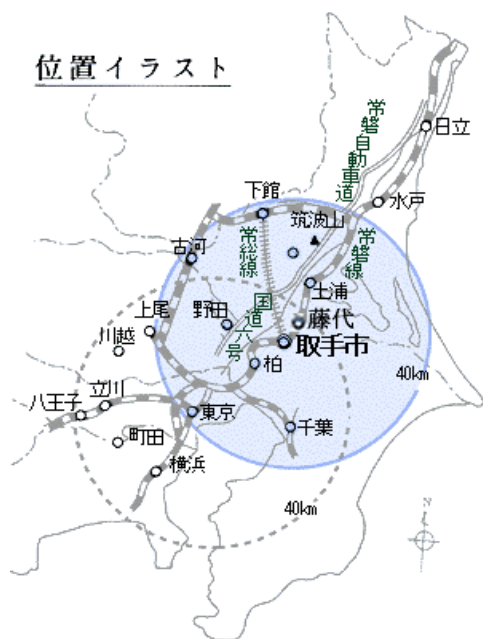 位置イラスト
常磐自動車道
日立
下館
水戸
筑波山
常磐線
古河
常総線
土浦
国道六号
上尾
野田
藤代
川越
取手市
柏
40km
立川
八王子
東京
千葉
町田
横浜
40km
N